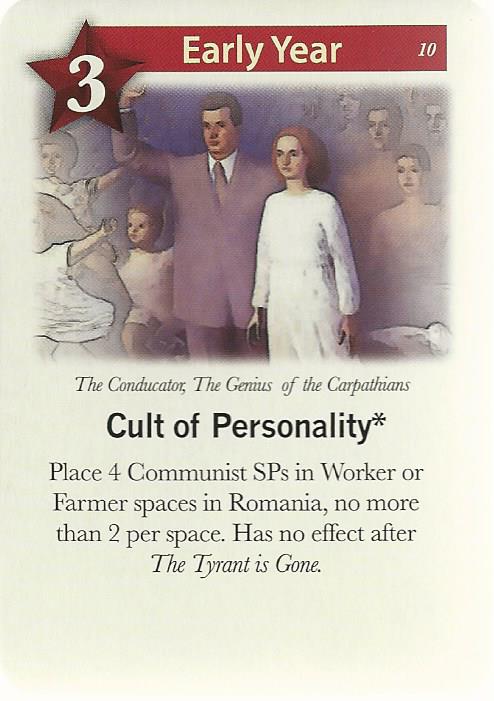 3
Early Year
10
The Conducator, The Genius of the Carpathians
Cult of Personality*
Place 4 Communist SPs in Worker or
Farmer spaces in Romania, no more
than 2 per space. Has no effect after
The Tyrant is Gone.